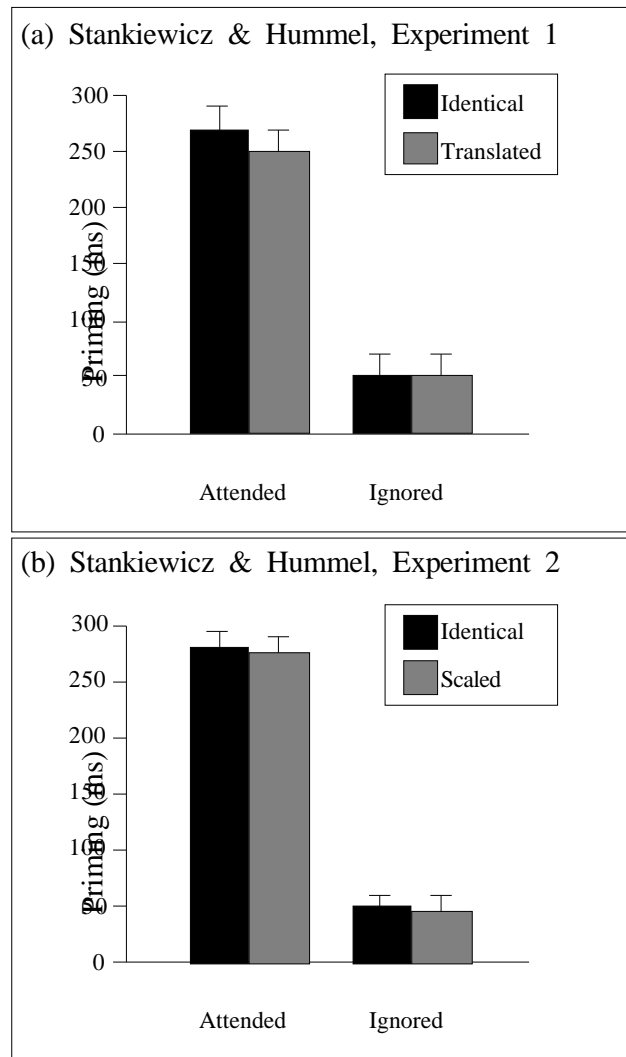 (a) Stankiewicz & Hummel, Experiment 1
Identical
Translated
Priming (ms)
300
250
200
150
100
50
0
Attended Ignored
(b) Stankiewicz & Hummel, Experiment 2
Identical
Scaled
Priming (ms)
300
250
200
150
100
50
0
Attended Ignored